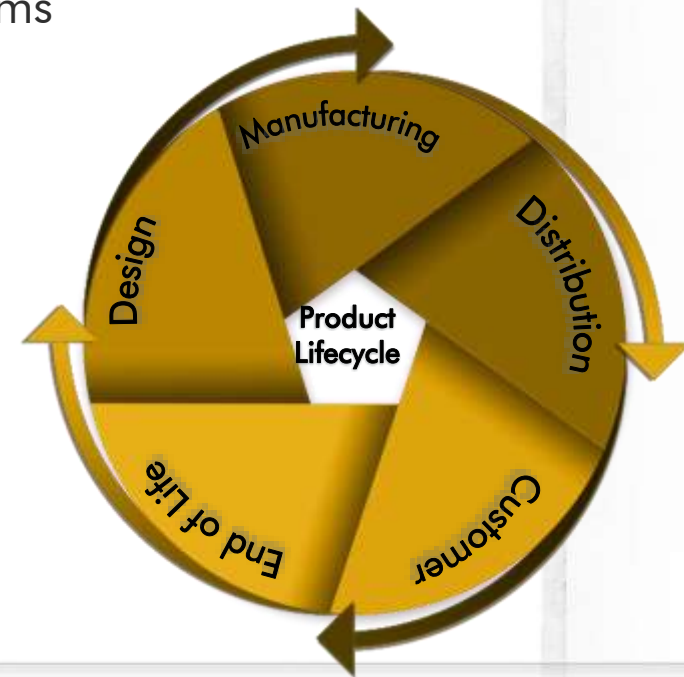 ms
Manufacturing
Distribution
Customer
End of Life
Design
Product
Lifecycle